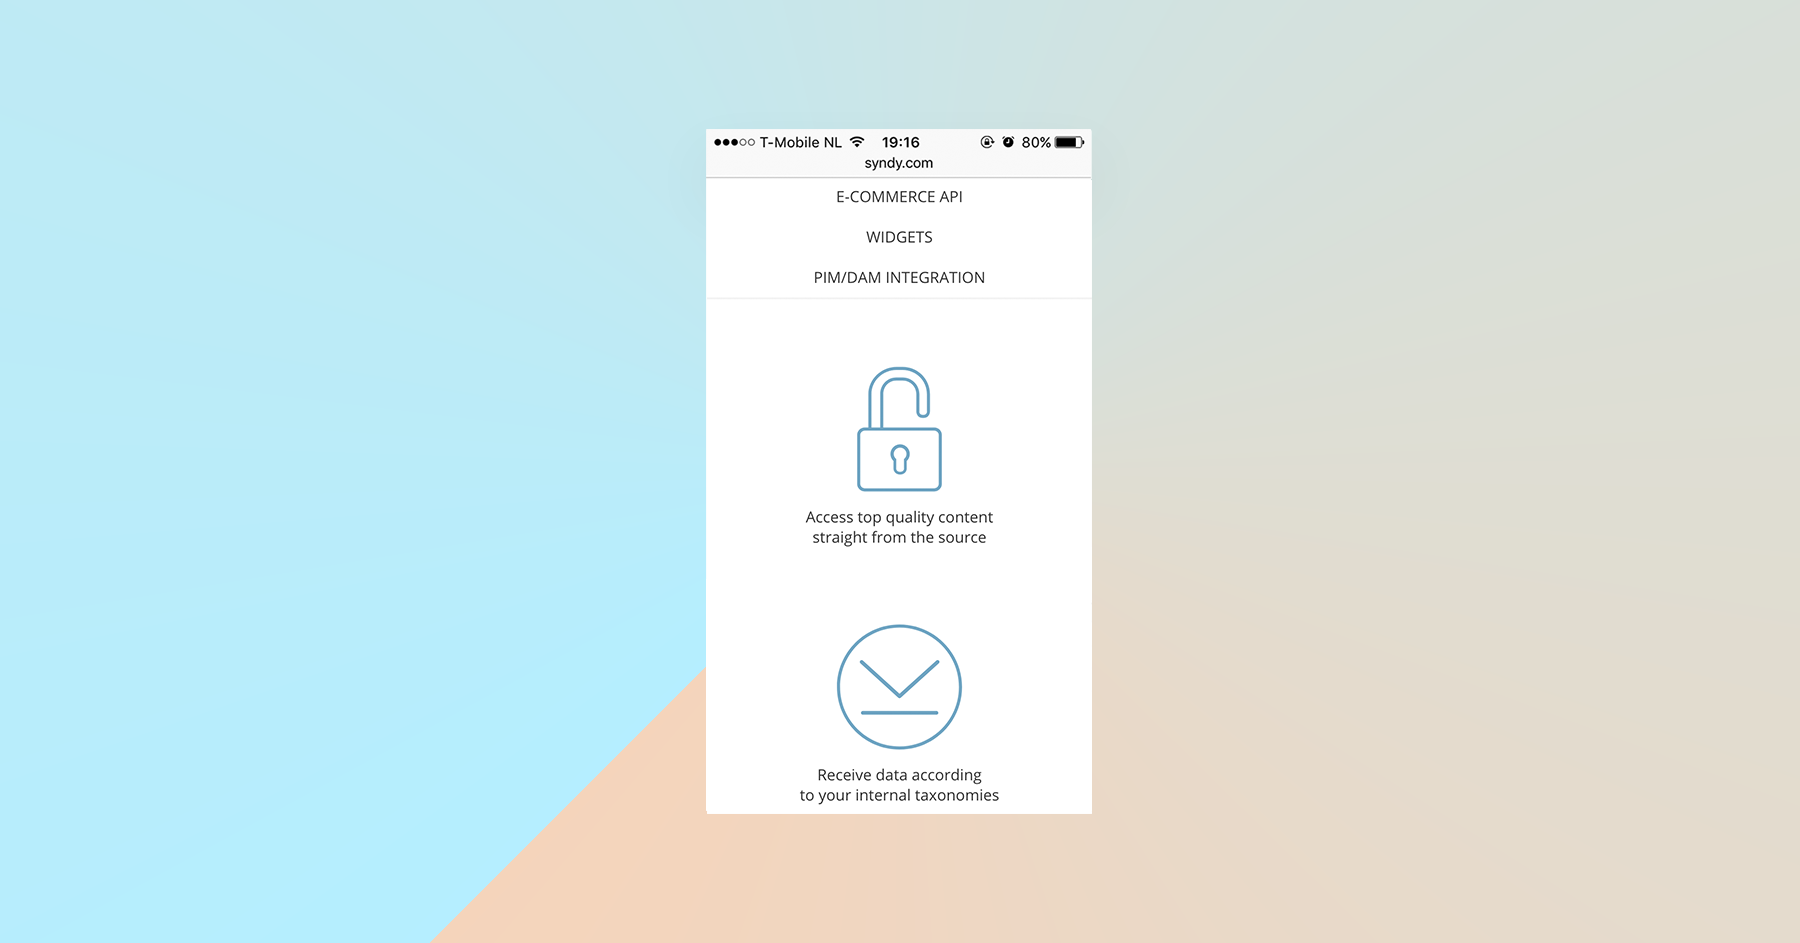 T-Mobile NL 19:16 80%
syndy.com
E-COMMERCE API
WIDGETS
PIM/DAM INTEGRATION
Access top quality content
straight from the source
Receive data according
to your internal taxonomies